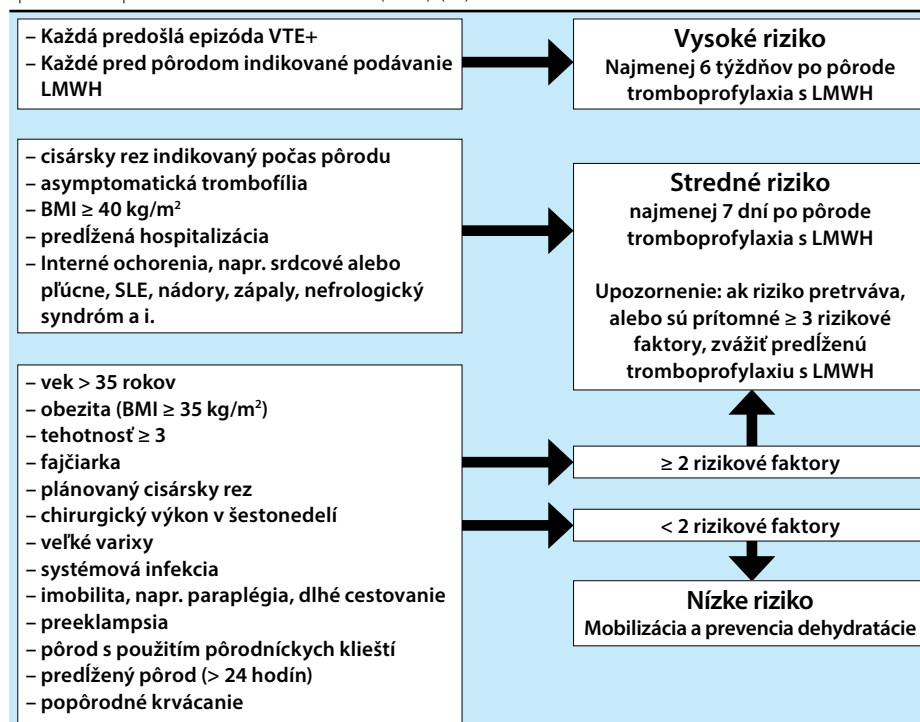 – Každá predošlá epizóda VTE+
– Každé pred pôrodom indikované podávanie
LMWH
Vysoké riziko
Najmenej 6 týždňov po pôrode
tromboprofylaxia s LMWH
– cisársky rez indikovaný počas pôrodu
– asymptomatická trombofília
– BMI ≥ 40 kg/m²
– predĺžená hospitalizácia
– Interné ochorenia, napr. srdcové alebo
pľúcne, SLE, nádory, zápaly, nefrologický
syndróm a i.
Stredné riziko
najmenej 7 dní po pôrode
tromboprofylaxia s LMWH
Upozornenie: ak riziko pretrváva,
alebo sú prítomné ≥ 3 rizikové
faktory, zvážiť predĺženú
tromboprofylaxiu s LMWH
– vek > 35 rokov
– obezita (BMI ≥ 35 kg/m²)
– tehotnosť ≥ 3
– fajčiarka
– plánovaný cisársky rez
– chirurgický výkon v šestonedelí
– veľké varixy
– systémová infekcia
– imobilita, napr. paraplégia, dlhé cestovanie
– preeklampsia
– pôrod s použitím pôrodníckych klieští
– predĺžený pôrod (> 24 hodín)
– popôrodné krvácanie
≥ 2 rizikové faktory
< 2 rizikové faktory
Nízke riziko
Mobilizácia a prevencia dehydratácie